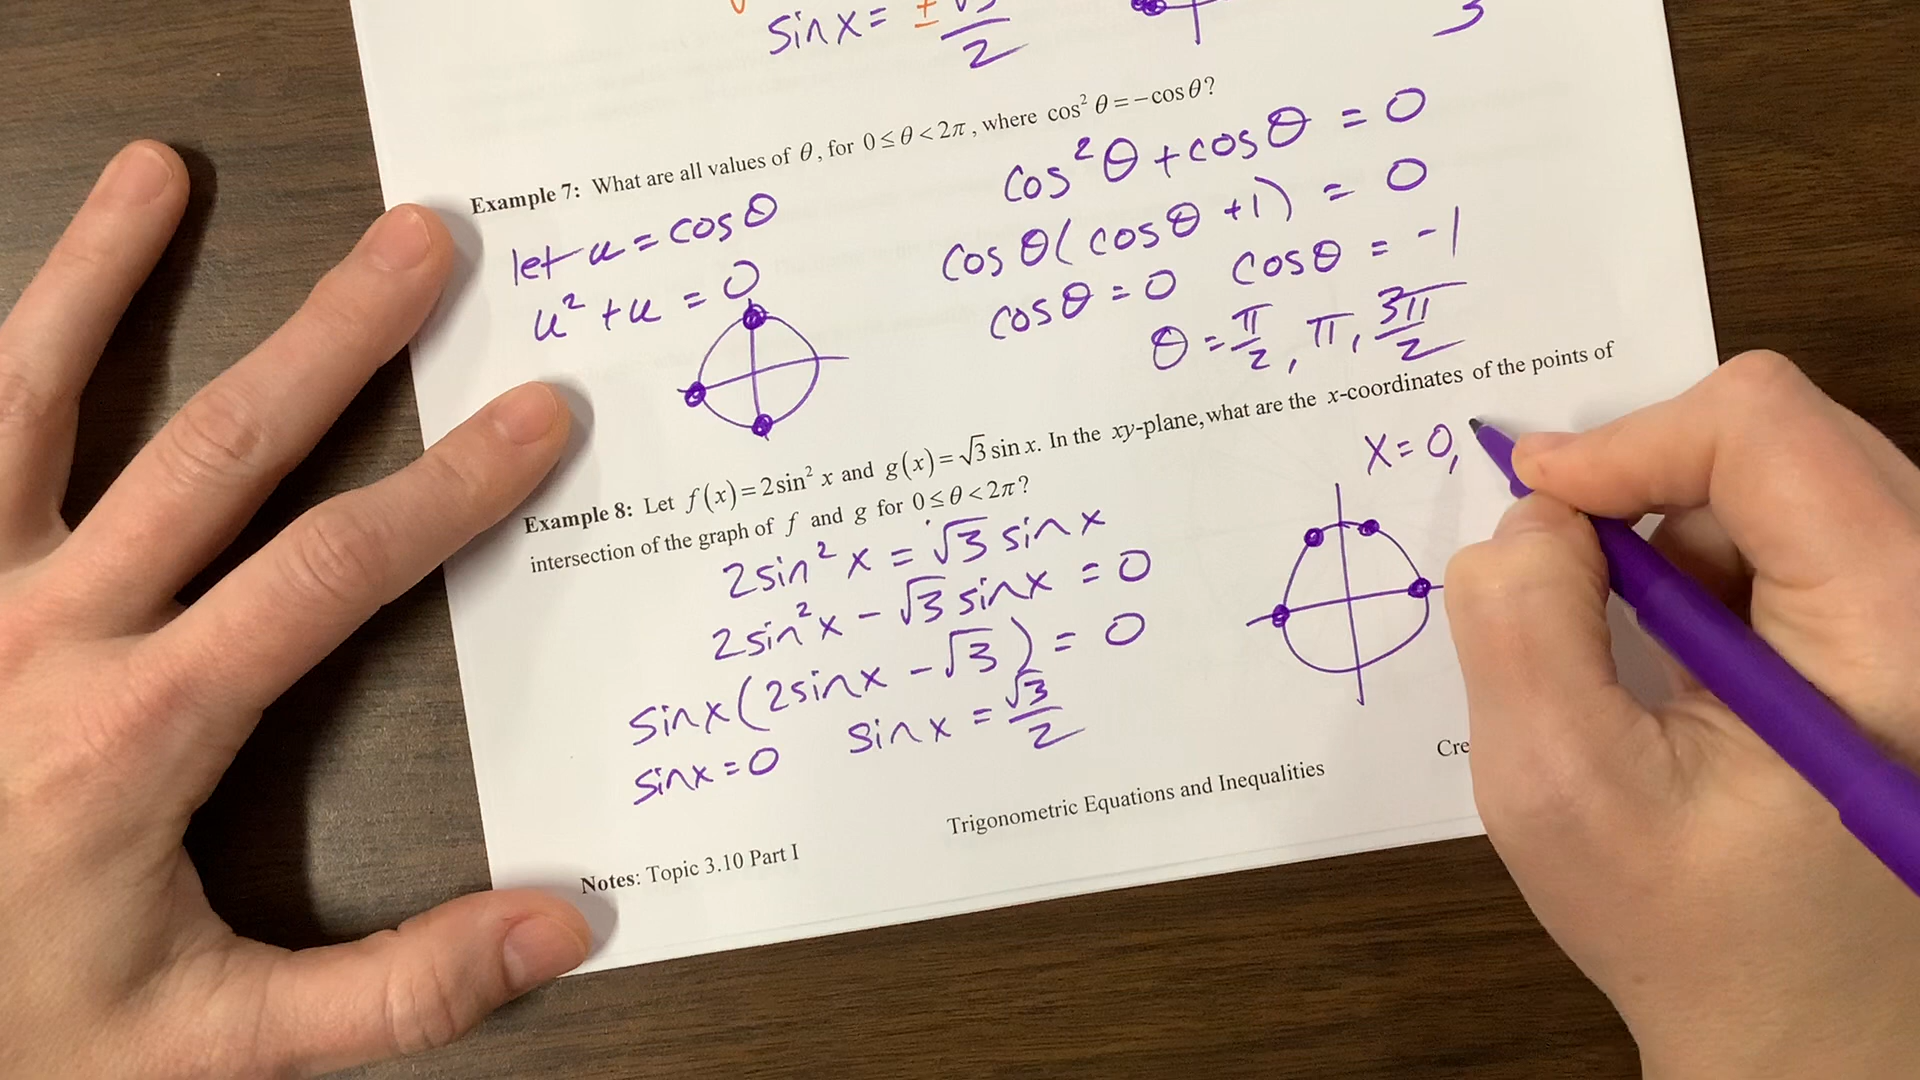 sin x = ± √3/2
3
Example 7: What are all values of θ, for 0 ≤ θ < 2π, where cos² θ = −cos θ?
let u = cos θ
u² + u = 0
cos² θ + cos θ = 0
cos θ ( cos θ + 1) = 0
cos θ = 0 cos θ = -1
θ = π/2, π, 3π/2
Example 8: Let f(x) = 2sin² x and g(x) = √3 sin x. In the xy-plane, what are the x-coordinates of the points of
intersection of the graph of f and g for 0 ≤ θ < 2π?
X = 0,
2sin² x = √3 sin x
2sin² x − √3 sin x = 0
sin x (2sin x − √3) = 0
sin x = 0 sin x = √3/2
Notes: Topic 3.10 Part I
Trigonometric Equations and Inequalities
Cre